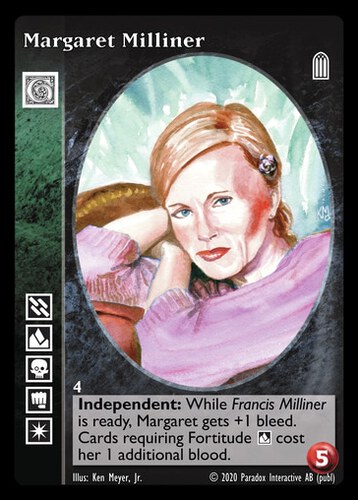 Margaret Milliner
4
Independent: While Francis Milliner
is ready, Margaret gets +1 bleed.
Cards requiring Fortitude cost
her 1 additional blood.
5
Illus: Ken Meyer, Jr. © 2020 Paradox Interactive AB (publ)